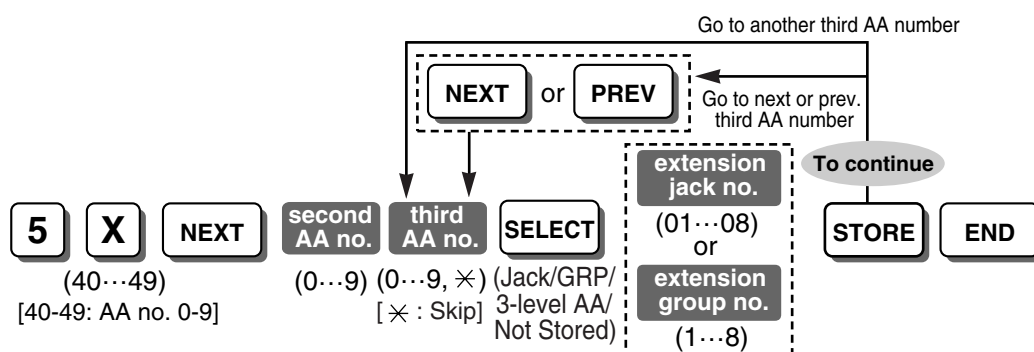 Go to another third AA number
NEXT or PREV
Go to next or prev.
third AA number
To continue
5 X NEXT
(40···49)
[40-49: AA no. 0-9]
second
AA no.
(0···9)
third
AA no.
(0···9, ✕)
[ ✕ : Skip]
SELECT
(Jack/GRP/
3-level AA/
Not Stored)
extension
jack no.
(01···08)
or
extension
group no.
(1···8)
STORE END